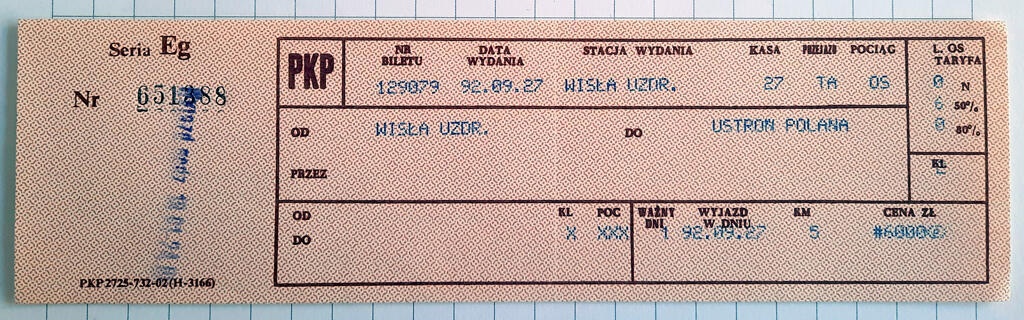 Seria Eg
Nr 651288
PKP 2725-732-02 (H-3166)
PKP
NR BILETU DATA WYDANIA STACJA WYDANIA KASA PRZEJAZD POCIĄG L. OS TARYFA
129079 92.09.27 WISŁA UZDR. 27 TA OS 0 N
6 50%
0 80%
OD WISŁA UZDR. DO USTROŃ POLANA
PRZEZ
KL
OD KL POC WAŻNY DNI WYJAZD W DNIU KM CENA ZŁ
DO X XXX 1 92.09.27 5 #6000